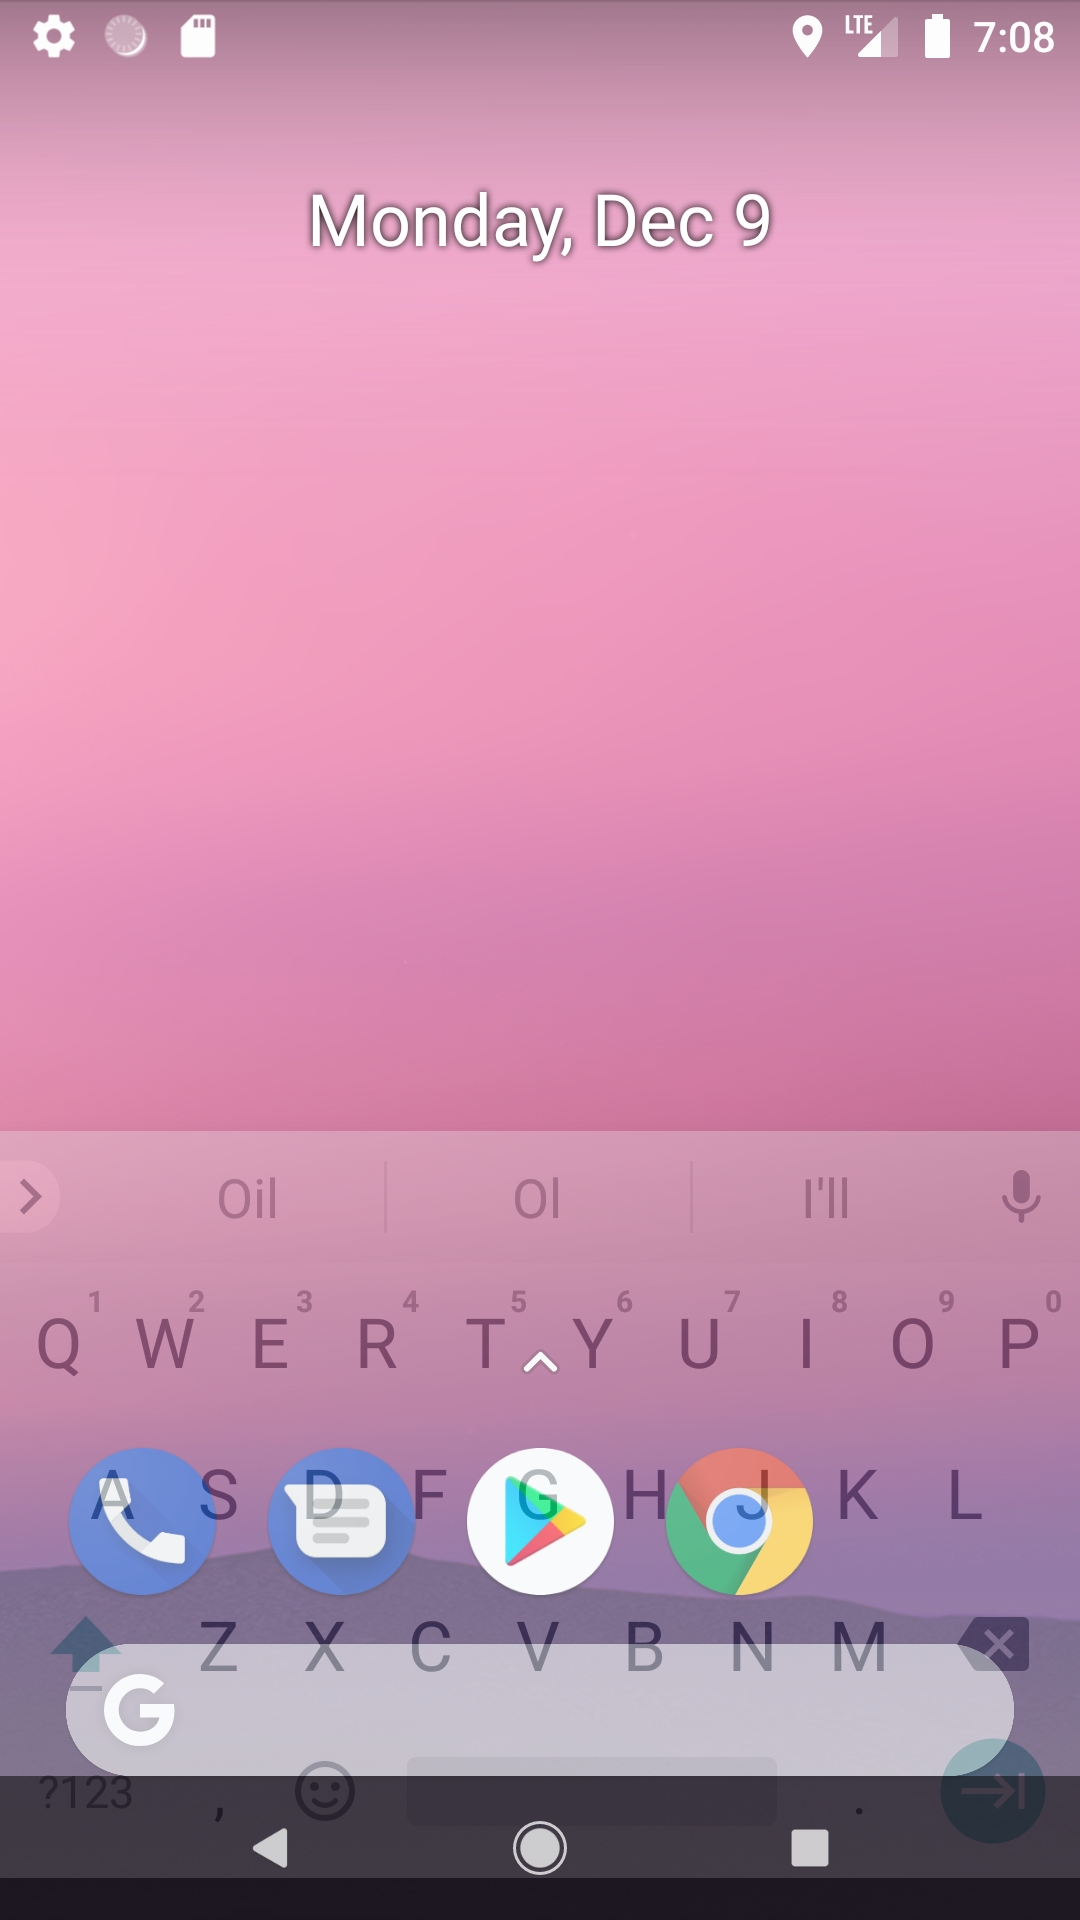 LTE 7:08
Monday, Dec 9
Oil Ol I'll
1 2 3 4 5 6 7 8 9 0
Q W E R T Y U I O P
A S D F G H J K L
Z X C V B N M
G
?123 , .